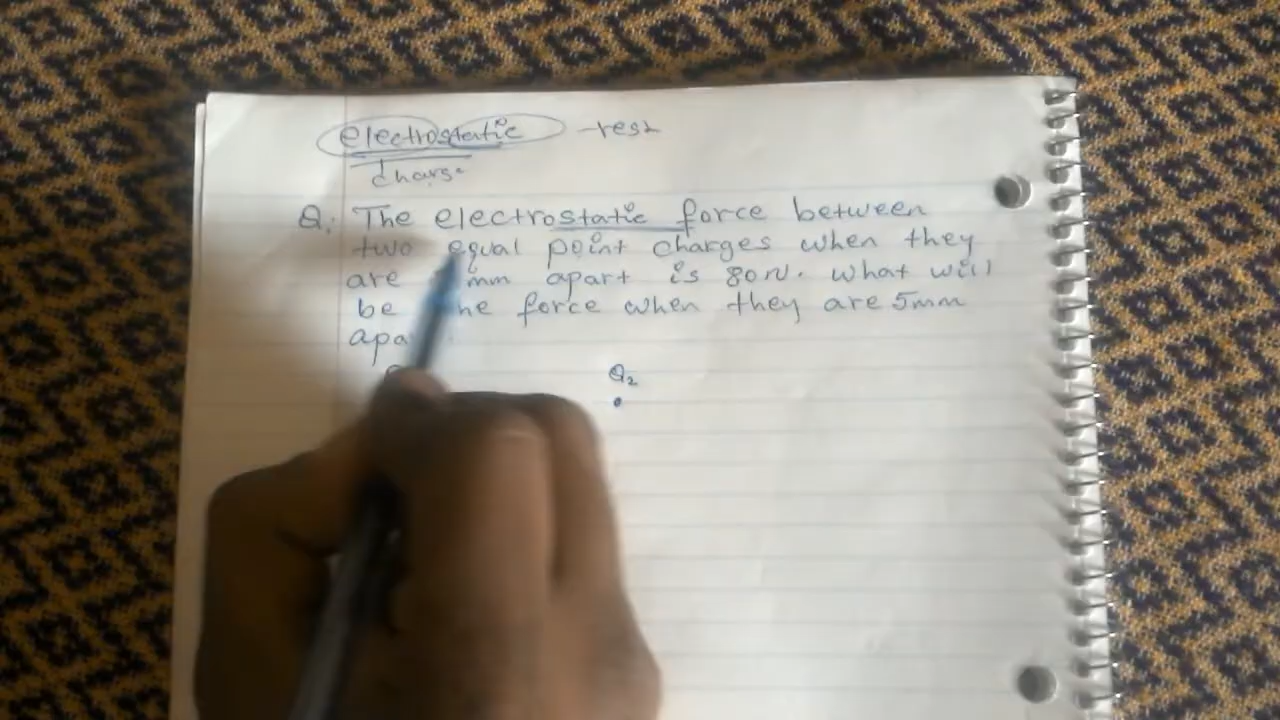 electrostatic -rest
charge
Q. The electrostatic force between
two equal point charges when they
are mm apart is 80N. what will
be the force when they are 5mm
Q2